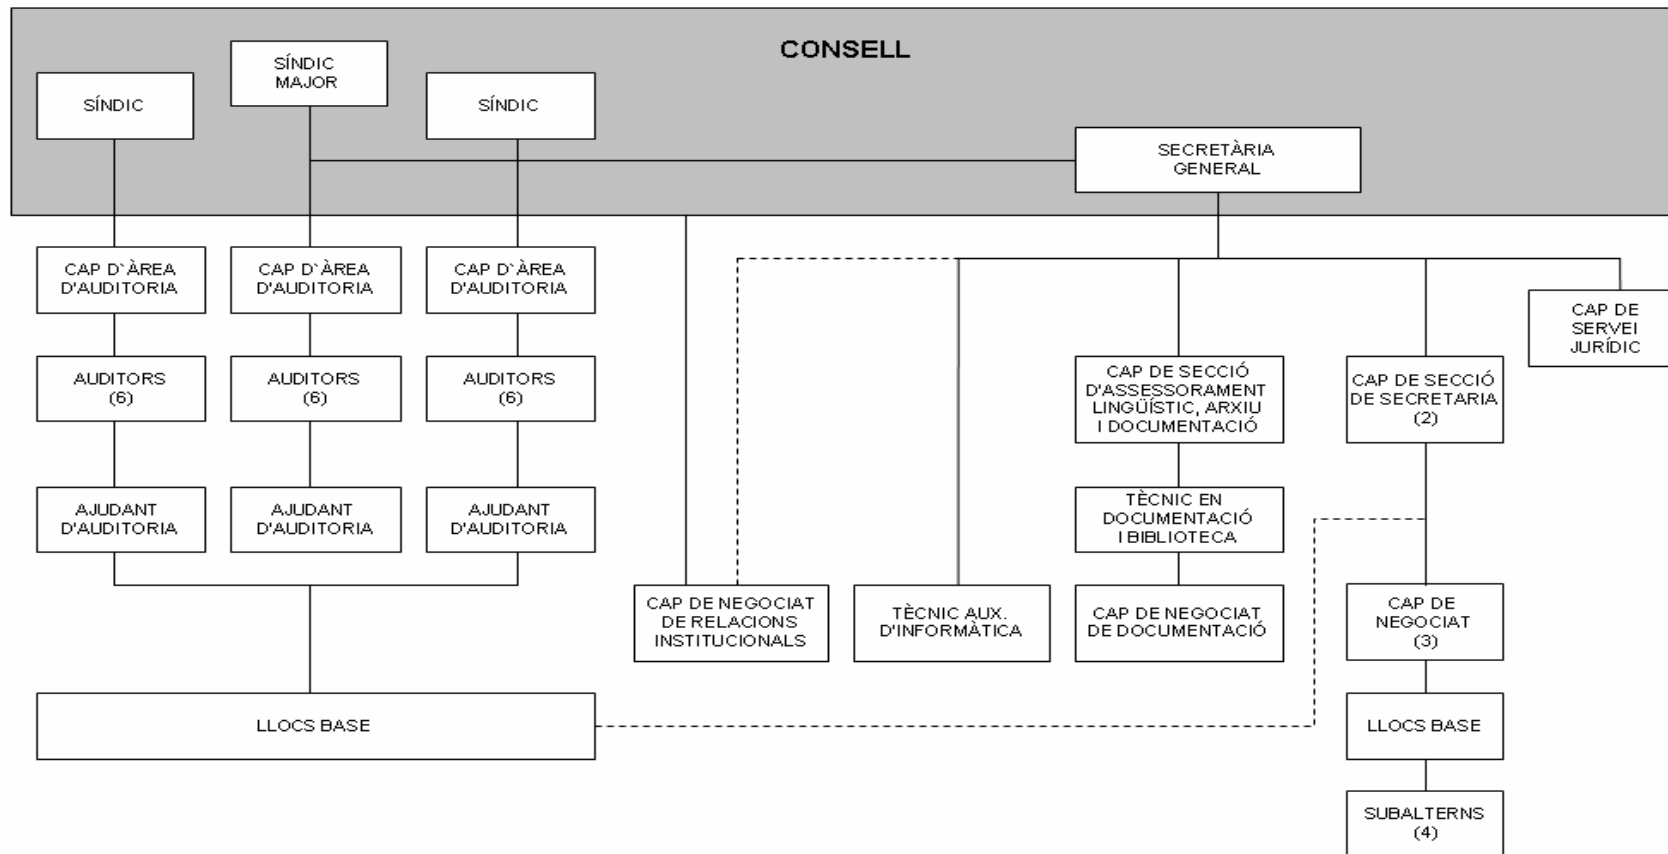 CONSELL
SÍNDIC
MAJOR
SÍNDIC
SÍNDIC
SECRETÀRIA
GENERAL
CAP D`ÀREA
D'AUDITORIA
CAP D`ÀREA
D'AUDITORIA
CAP D`ÀREA
D'AUDITORIA
CAP DE
SERVEI
JURÍDIC
AUDITORS
(6)
AUDITORS
(6)
AUDITORS
(6)
CAP DE SECCIÓ
D'ASSESSORAMENT
LINGÜÍSTIC, ARXIU
I DOCUMENTACIÓ
CAP DE SECCIÓ
DE SECRETARIA
(2)
AJUDANT
D'AUDITORIA
AJUDANT
D'AUDITORIA
AJUDANT
D'AUDITORIA
TÈCNIC EN
DOCUMENTACIÓ
I BIBLIOTECA
CAP DE NEGOCIAT
DE RELACIONS
INSTITUCIONALS
TÈCNIC AUX.
D'INFORMÀTICA
CAP DE NEGOCIAT
DE DOCUMENTACIÓ
CAP DE
NEGOCIAT
(3)
LLOCS BASE
LLOCS BASE
SUBALTERNS
(4)